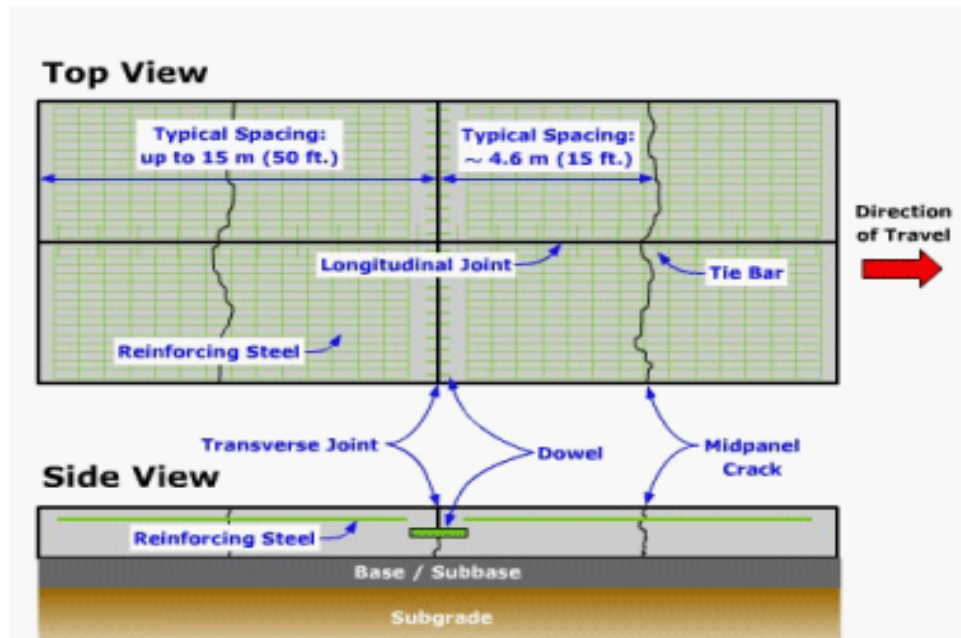 Top View
Typical Spacing:
up to 15 m (50 ft.)
Typical Spacing:
~ 4.6 m (15 ft.)
Direction
of Travel
Longitudinal Joint
Tie Bar
Reinforcing Steel
Transverse Joint
Dowel
Midpanel
Crack
Side View
Reinforcing Steel
Base / Subbase
Subgrade